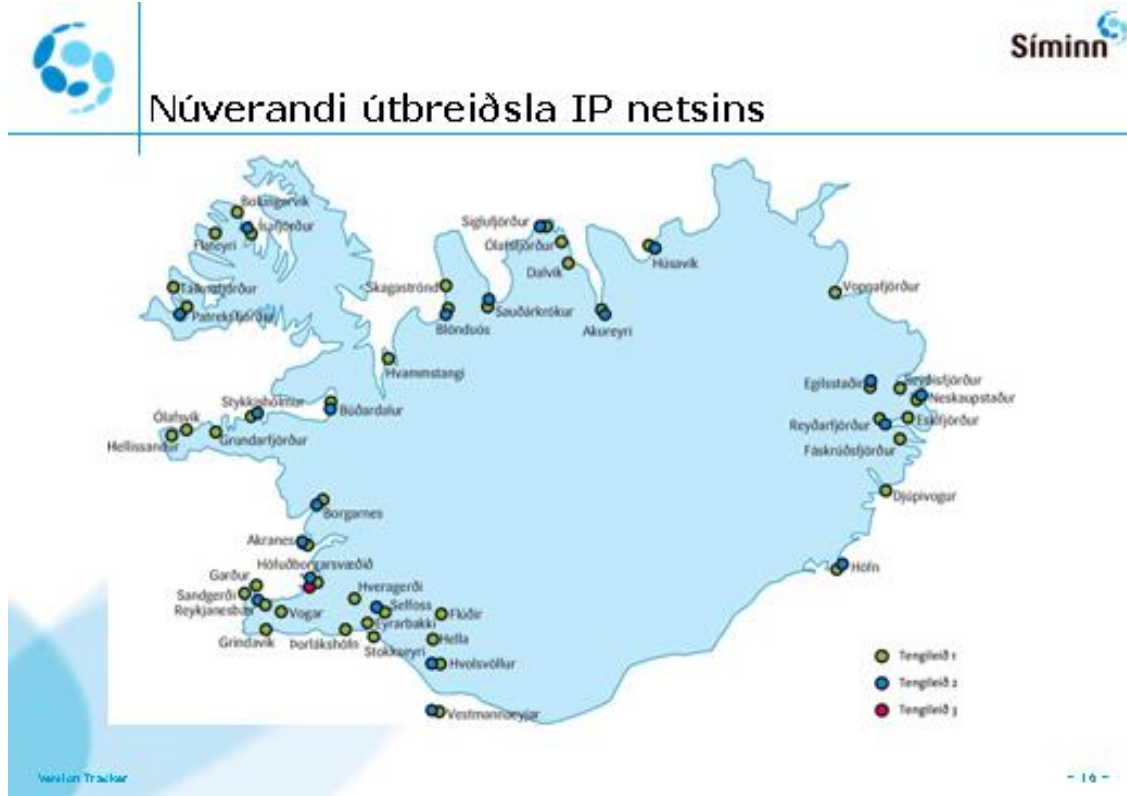 Síminn
Núverandi útbreiðsla IP netsins
Bolungarvík
Ísafjörður
Flateyri
Tálknafjörður
Patreksfjörður
Siglufjörður
Ólafsfjörður
Dalvík
Húsavík
Skagaströnd
Sauðárkrókur
Blönduós
Akureyri
Vopnafjörður
Hvammstangi
Egilsstaðir
Seyðisfjörður
Neskaupstaður
Stykkishólmur
Búðardalur
Ólafsvík
Reyðarfjörður
Eskifjörður
Hellissandur
Grundarfjörður
Fáskrúðsfjörður
Djúpivogur
Borgarnes
Akranes
Höfuðborgarsvæðið
Höfn
Garður
Sandgerði
Hveragerði
Reykjanesbær
Vogar
Selfoss
Flúðir
Eyrarbakki
Grindavík
Þorlákshöfn
Stokkseyri
Hella
Hvolsvöllur
Vestmannaeyjar
Tengileið 1
Tengileið 2
Tengileið 3
Version Tracker
- 16 -